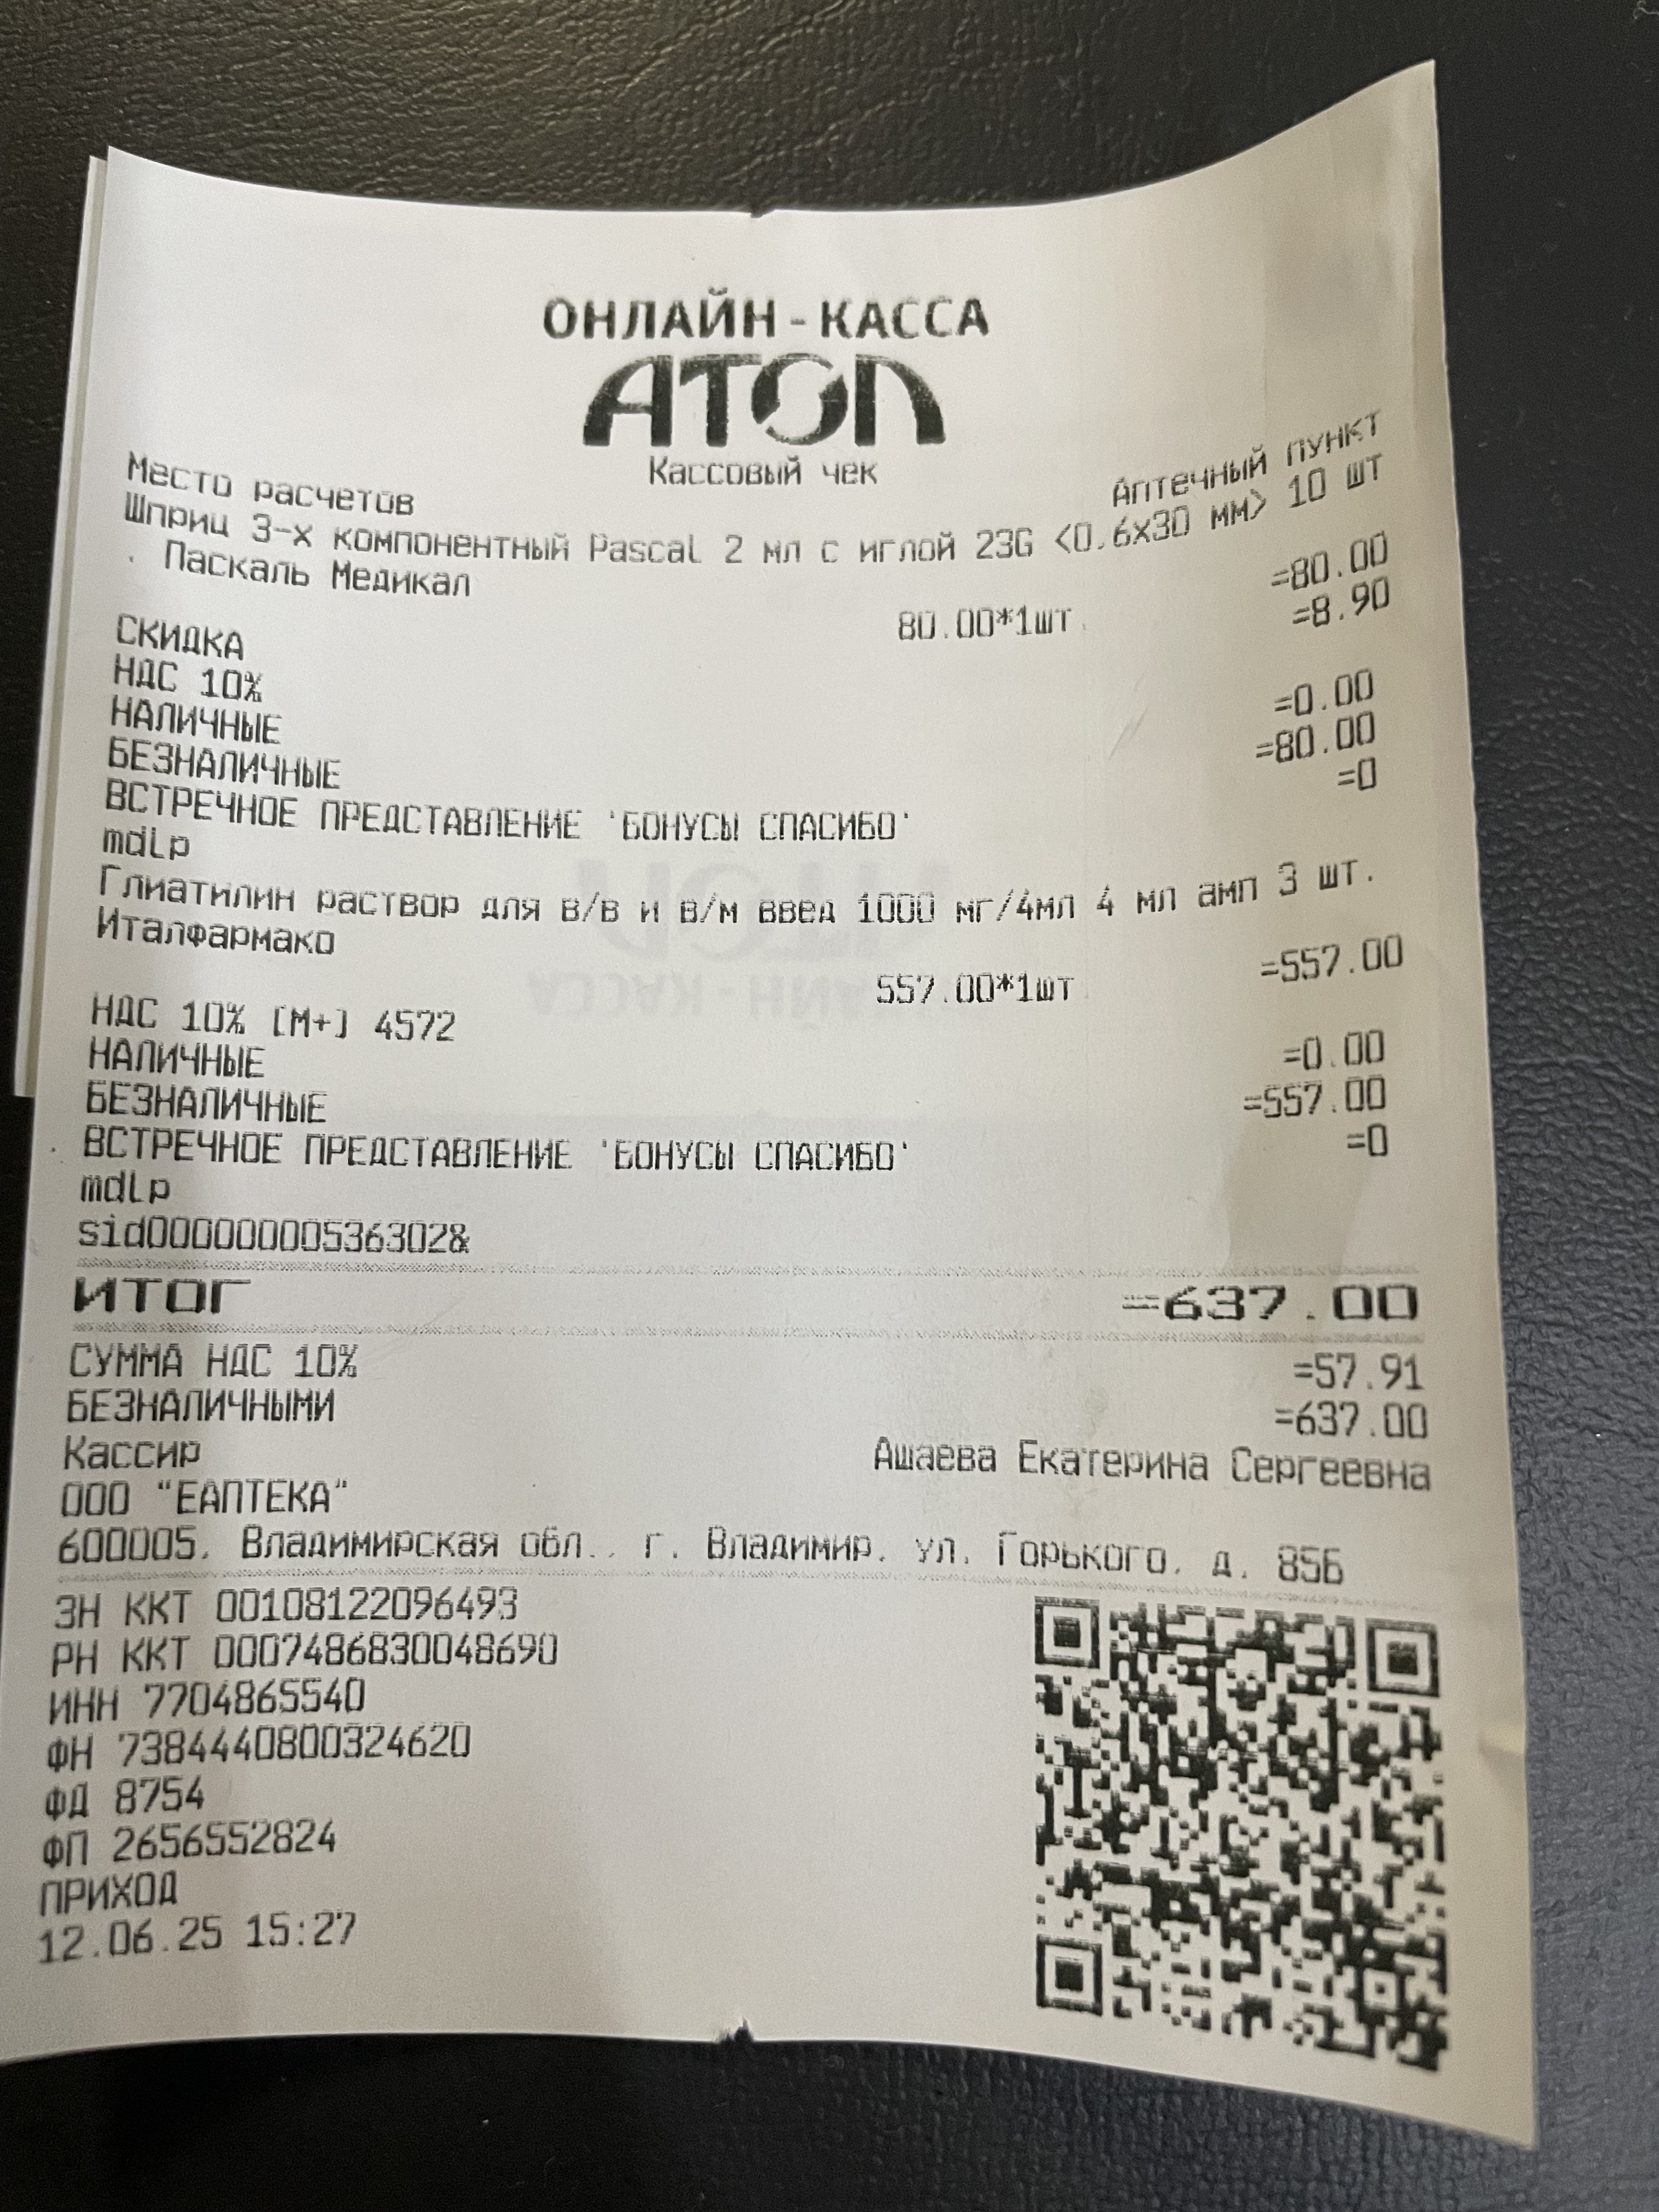 ОНЛАЙН-КАССА
АТОЛ
Кассовый чек
Место расчетов Аптечный пункт
Шприц 3-х компонентный Pascal 2 мл с иглой 23G <0,6х30 мм> 10 шт
. Паскаль Медикал
80.00*1шт. =80.00
СКИДКА =8.90
НДС 10%
НАЛИЧНЫЕ =0.00
БЕЗНАЛИЧНЫЕ =80.00
ВСТРЕЧНОЕ ПРЕДСТАВЛЕНИЕ 'БОНУСЫ СПАСИБО' =0
mdlp
Глиатилин раствор для в/в и в/м введ 1000 мг/4мл 4 мл амп 3 шт.
Италфармако
557.00*1шт =557.00
НДС 10% [М+] 4572
НАЛИЧНЫЕ =0.00
БЕЗНАЛИЧНЫЕ =557.00
ВСТРЕЧНОЕ ПРЕДСТАВЛЕНИЕ 'БОНУСЫ СПАСИБО' =0
mdlp
sid000000005363028&
ИТОГ =637.00
СУММА НДС 10% =57.91
БЕЗНАЛИЧНЫМИ =637.00
Кассир Ашаева Екатерина Сергеевна
ООО "ЕАПТЕКА"
600005, Владимирская обл., г. Владимир, ул. Горького, д. 85Б
ЗН ККТ 00108122096493
РН ККТ 0007486830048690
ИНН 7704865540
ФН 7384440800324620
ФД 8754
ФП 2656552824
ПРИХОД
12.06.25 15:27